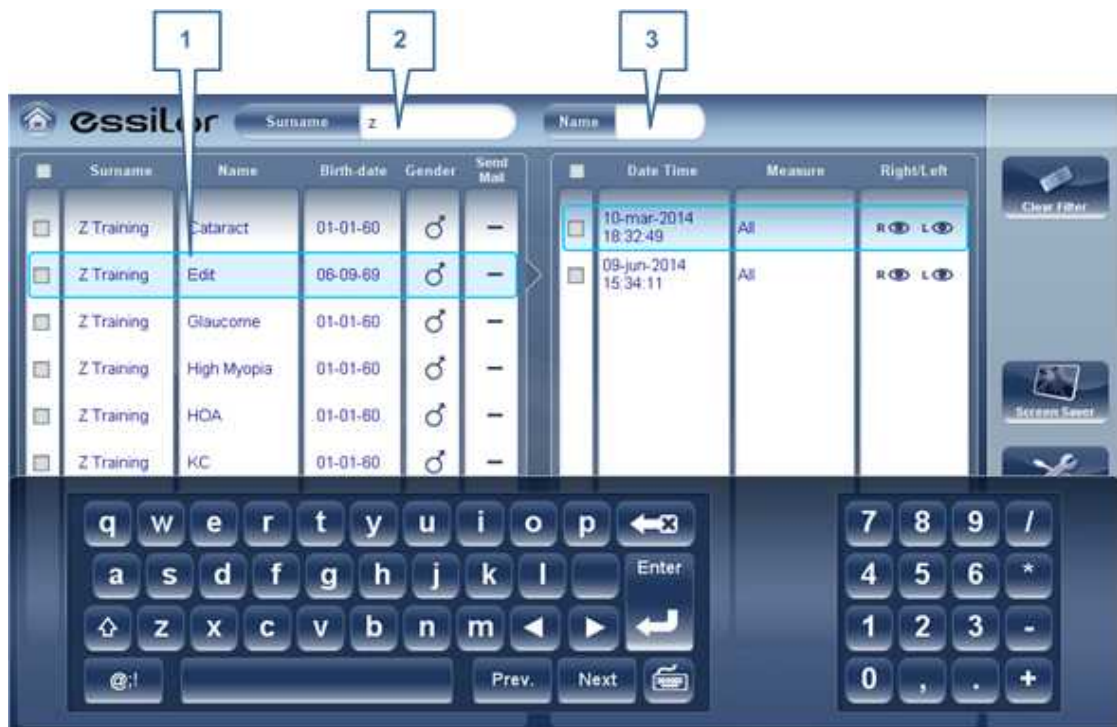 1 2 3
essilor Surname z Name
Surname Name Birth-date Gender Send Mail Date Time Measure Right/Left
Clear Filter
Z Training Cataract 01-01-60 10-mar-2014 18:32:49 All R L
Z Training Edit 06-09-69 09-jun-2014 15:34:11 All R L
Z Training Glaucome 01-01-60
Z Training High Myopia 01-01-60
Z Training HOA 01-01-60
Screen Saver
Z Training KC 01-01-60
q w e r t y u i o p 7 8 9 /
a s d f g h j k l Enter 4 5 6 *
z x c v b n m 1 2 3 -
@;! Prev. Next 0 , . +